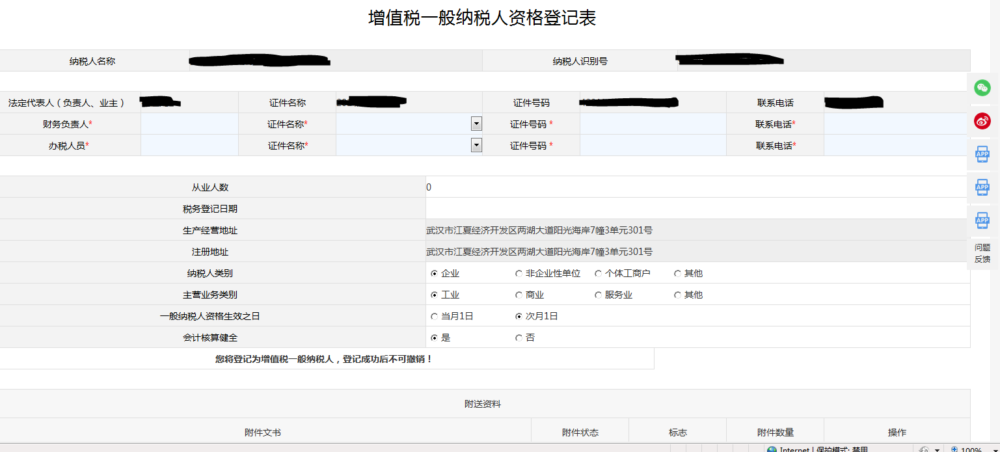 增值税一般纳税人资格登记表
纳税人名称 纳税人识别号
法定代表人（负责人、业主） 证件名称 证件号码 联系电话
财务负责人* 证件名称* 证件号码 * 联系电话*
办税人员* 证件名称* 证件号码 * 联系电话*
从业人数 0
税务登记日期
生产经营地址 武汉市江夏经济开发区两湖大道阳光海岸7幢3单元301号
注册地址 武汉市江夏经济开发区两湖大道阳光海岸7幢3单元301号
纳税人类别 企业 非企业性单位 个体工商户 其他
主营业务类别 工业 商业 服务业 其他
一般纳税人资格生效之日 当月1日 次月1日
会计核算健全 是 否
您将登记为增值税一般纳税人，登记成功后不可撤销！
附送资料
附件文书 附件状态 标志 附件数量 操作
APP
APP
APP
问题
反馈
Internet | 保护模式: 禁用 100%